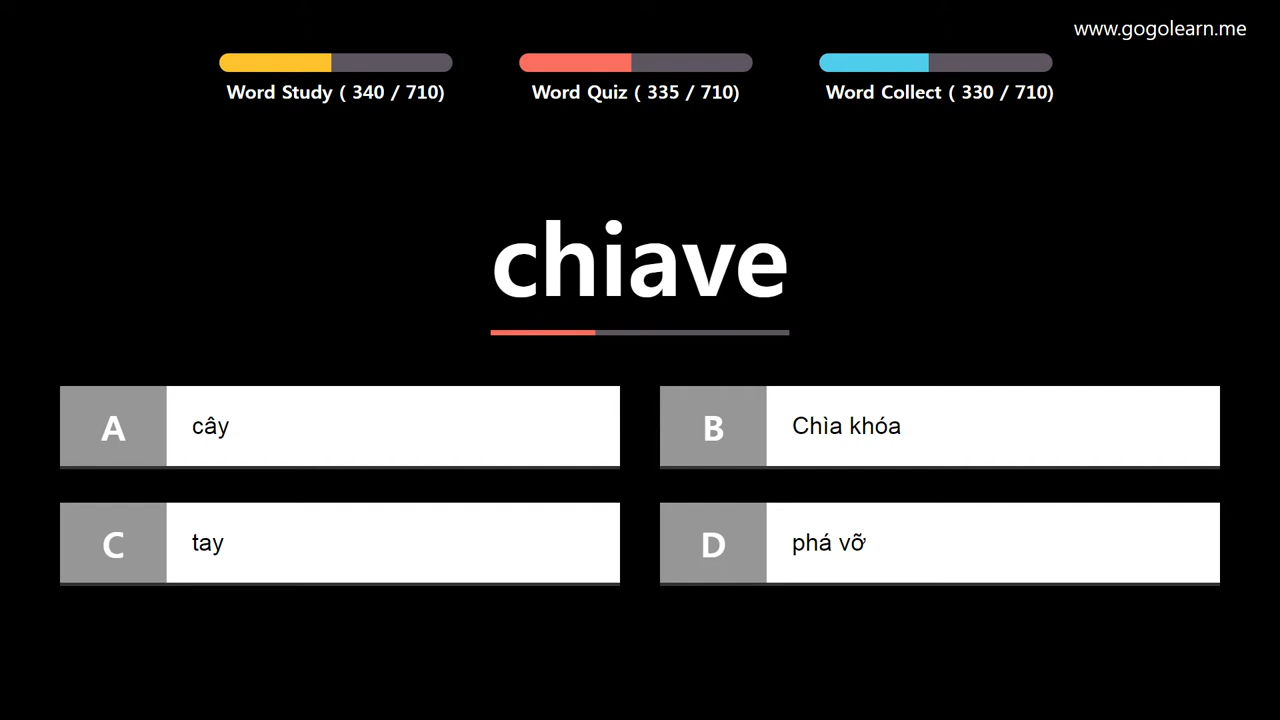 www.gogolearn.me
Word Study ( 340 / 710)
Word Quiz ( 335 / 710)
Word Collect ( 330 / 710)
chiave
A
cây
B
Chìa khóa
C
tay
D
phá vỡ